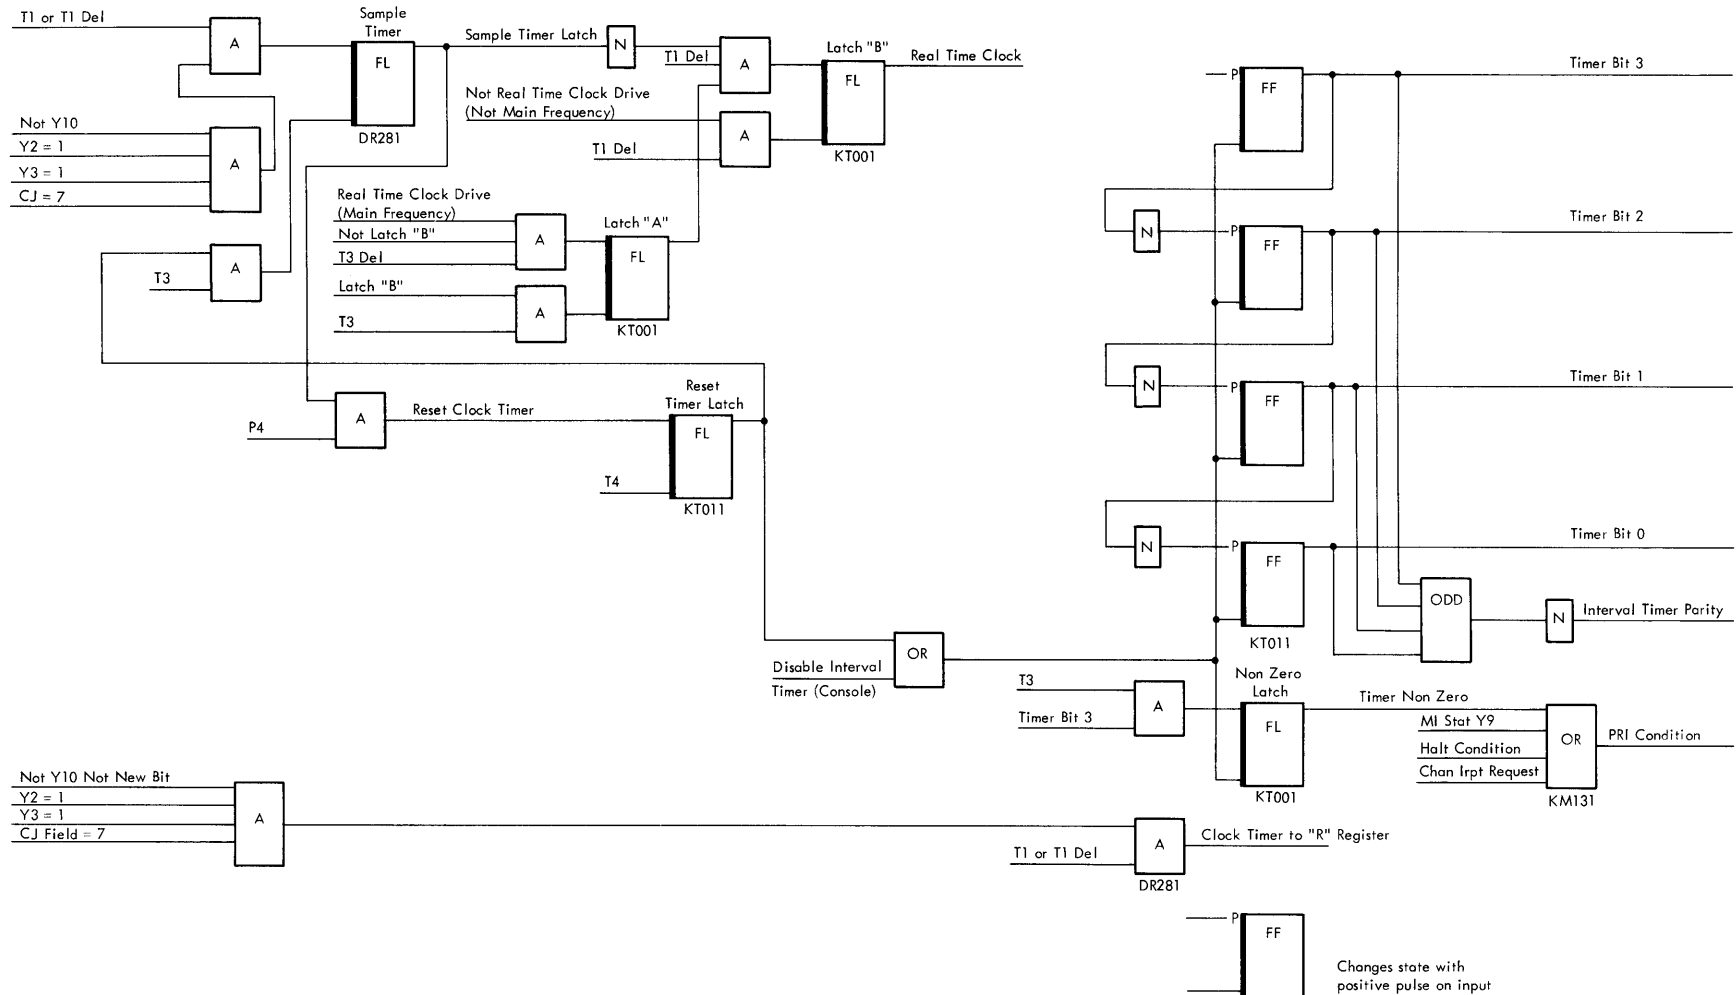 T1 or T1 Del
A
Sample
Timer
FL
DR281
Sample Timer Latch
N
T1 Del
A
Latch "B"
FL
KT001
Real Time Clock
Not Real Time Clock Drive
(Not Main Frequency)
A
T1 Del
Not Y10
Y2 = 1
Y3 = 1
CJ = 7
A
Real Time Clock Drive
(Main Frequency)
Not Latch "B"
T3 Del
A
Latch "A"
FL
KT001
Latch "B"
T3
A
A
T3
P4
A
Reset Clock Timer
Reset
Timer Latch
FL
KT011
T4
P
FF
Timer Bit 3
N
P
FF
Timer Bit 2
N
P
FF
Timer Bit 1
N
P
FF
KT011
Timer Bit 0
ODD
N
Interval Timer Parity
Disable Interval
Timer (Console)
OR
T3
Timer Bit 3
A
Non Zero
Latch
FL
KT001
Timer Non Zero
MI Stat Y9
Halt Condition
Chan Irpt Request
OR
KM131
PRI Condition
Not Y10 Not New Bit
Y2 = 1
Y3 = 1
CJ Field = 7
A
T1 or T1 Del
A
DR281
Clock Timer to "R" Register
P
FF
Changes state with
positive pulse on input